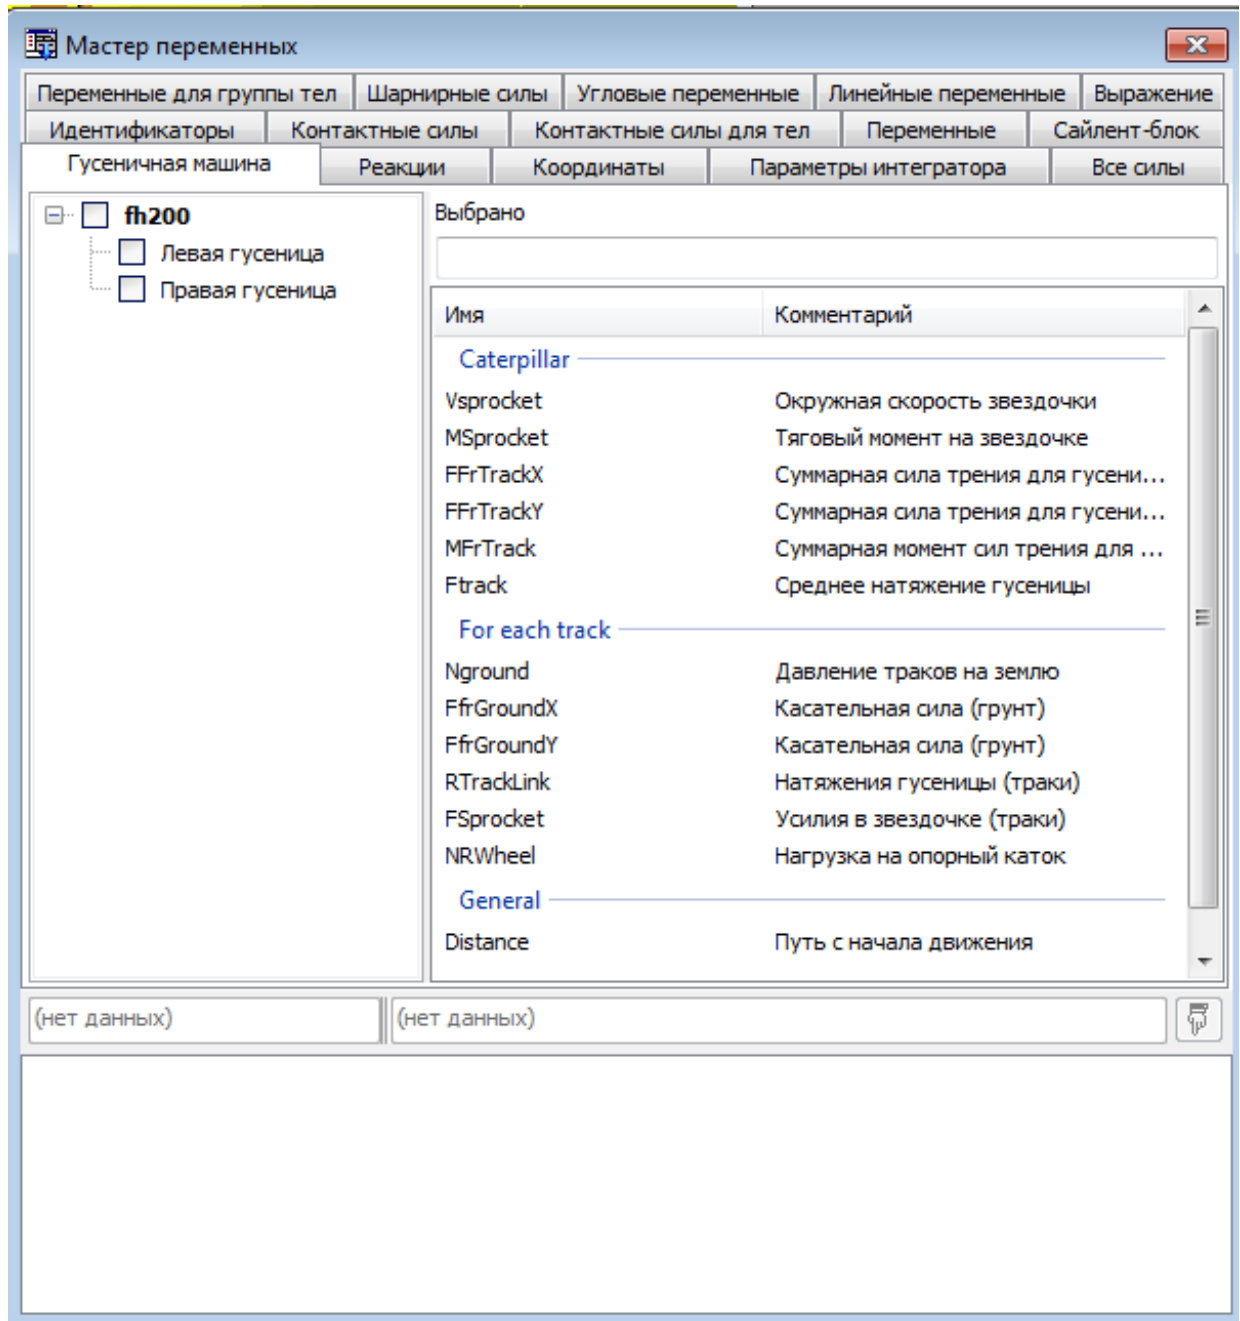 Мастер переменных
Переменные для группы тел Шарнирные силы Угловые переменные Линейные переменные Выражение
Идентификаторы Контактные силы Контактные силы для тел Переменные Сайлент-блок
Гусеничная машина Реакции Координаты Параметры интегратора Все силы
fh200
Левая гусеница
Правая гусеница
Выбрано
Имя Комментарий
Caterpillar
Vsprocket Окружная скорость звездочки
MSprocket Тяговый момент на звездочке
FFrTrackX Суммарная сила трения для гусени...
FFrTrackY Суммарная сила трения для гусени...
MFrTrack Суммарная момент сил трения для ...
Ftrack Среднее натяжение гусеницы
For each track
Nground Давление траков на землю
FfrGroundX Касательная сила (грунт)
FfrGroundY Касательная сила (грунт)
RTrackLink Натяжения гусеницы (траки)
FSprocket Усилия в звездочке (траки)
NRWheel Нагрузка на опорный каток
General
Distance Путь с начала движения
(нет данных) (нет данных)